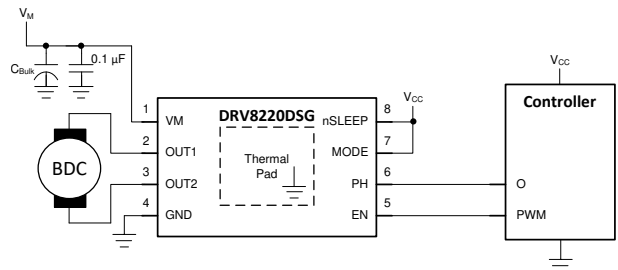 VM
CBulk
0.1 µF
BDC
DRV8220DSG
Thermal
Pad
1 VM
2 OUT1
3 OUT2
4 GND
8 nSLEEP
7 MODE
6 PH
5 EN
VCC
VCC
Controller
O
PWM